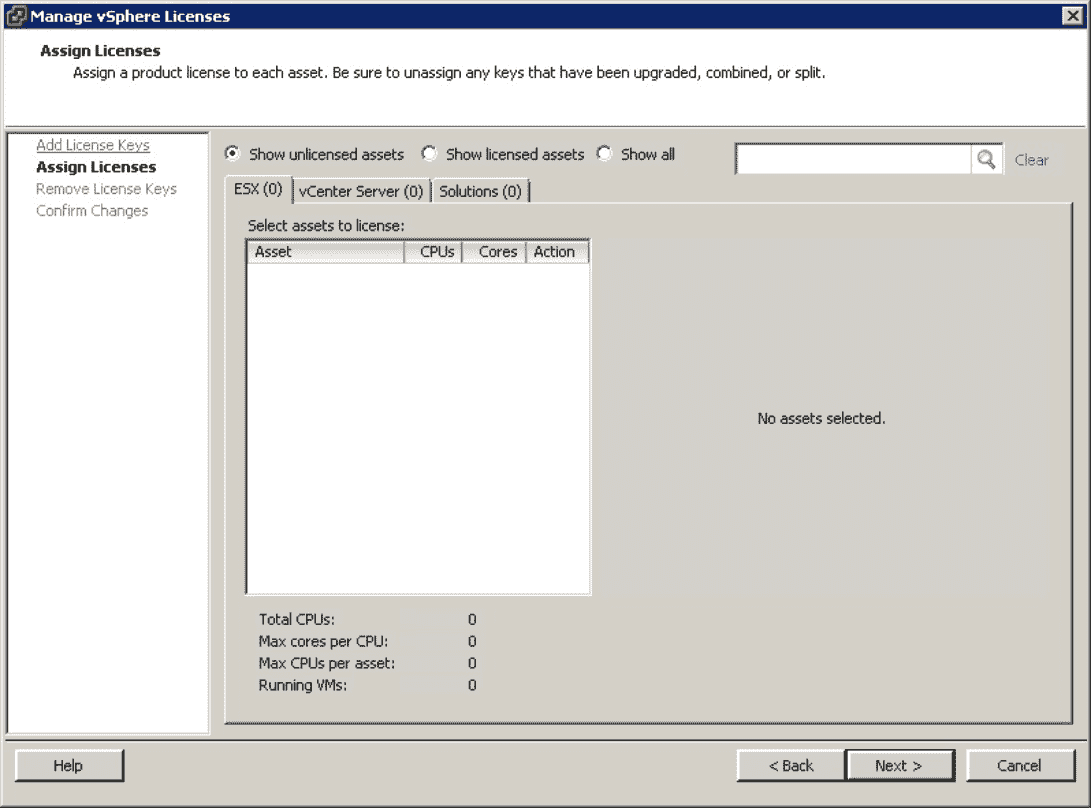 Manage vSphere Licenses
Assign Licenses
Assign a product license to each asset. Be sure to unassign any keys that have been upgraded, combined, or split.
Add License Keys
Assign Licenses
Remove License Keys
Confirm Changes
Show unlicensed assets Show licensed assets Show all Clear
ESX (0) vCenter Server (0) Solutions (0)
Select assets to license:
Asset CPUs Cores Action
No assets selected.
Total CPUs: 0
Max cores per CPU: 0
Max CPUs per asset: 0
Running VMs: 0
Help < Back Next > Cancel